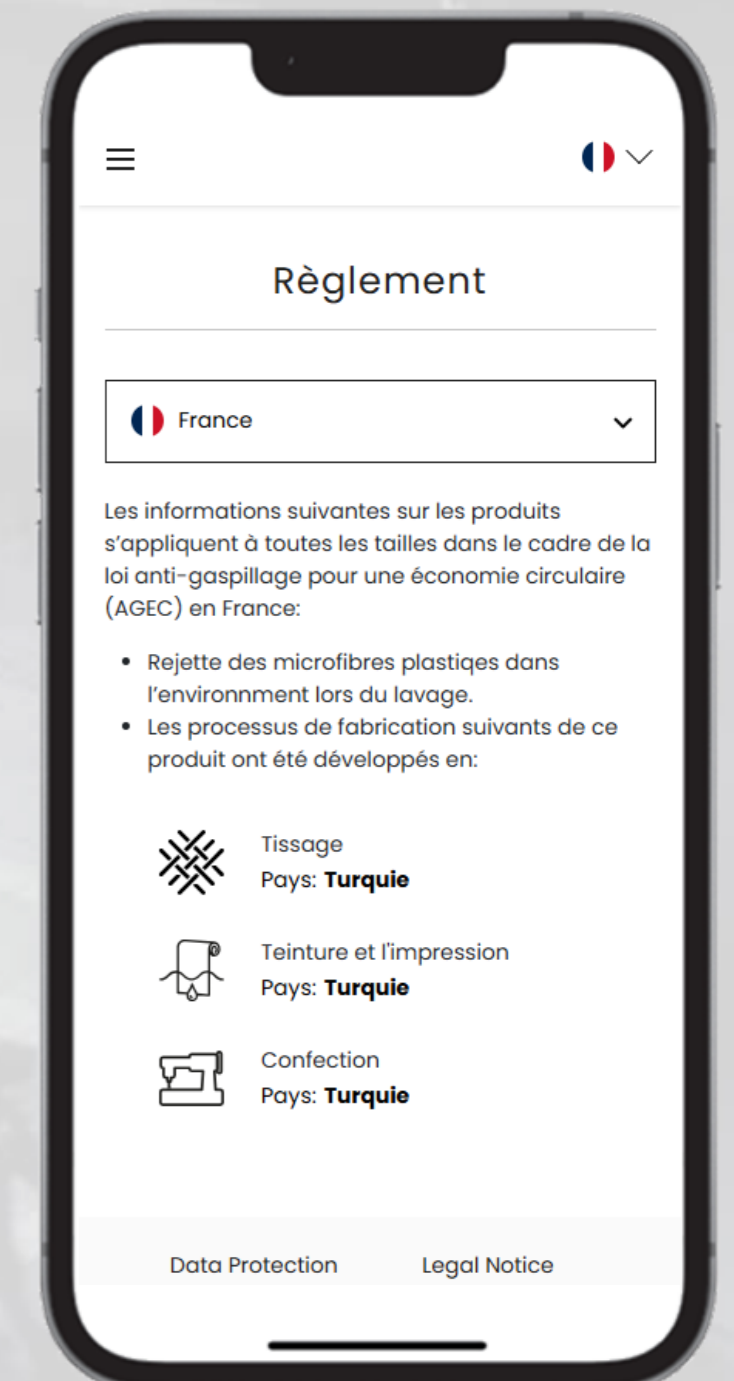 Règlement
France
Les informations suivantes sur les produits
s’appliquent à toutes les tailles dans le cadre de la
loi anti-gaspillage pour une économie circulaire
(AGEC) en France:
• Rejette des microfibres plastiqes dans
l’environnment lors du lavage.
• Les processus de fabrication suivants de ce
produit ont été développés en:
Tissage
Pays: Turquie
Teinture et l'impression
Pays: Turquie
Confection
Pays: Turquie
Data Protection Legal Notice